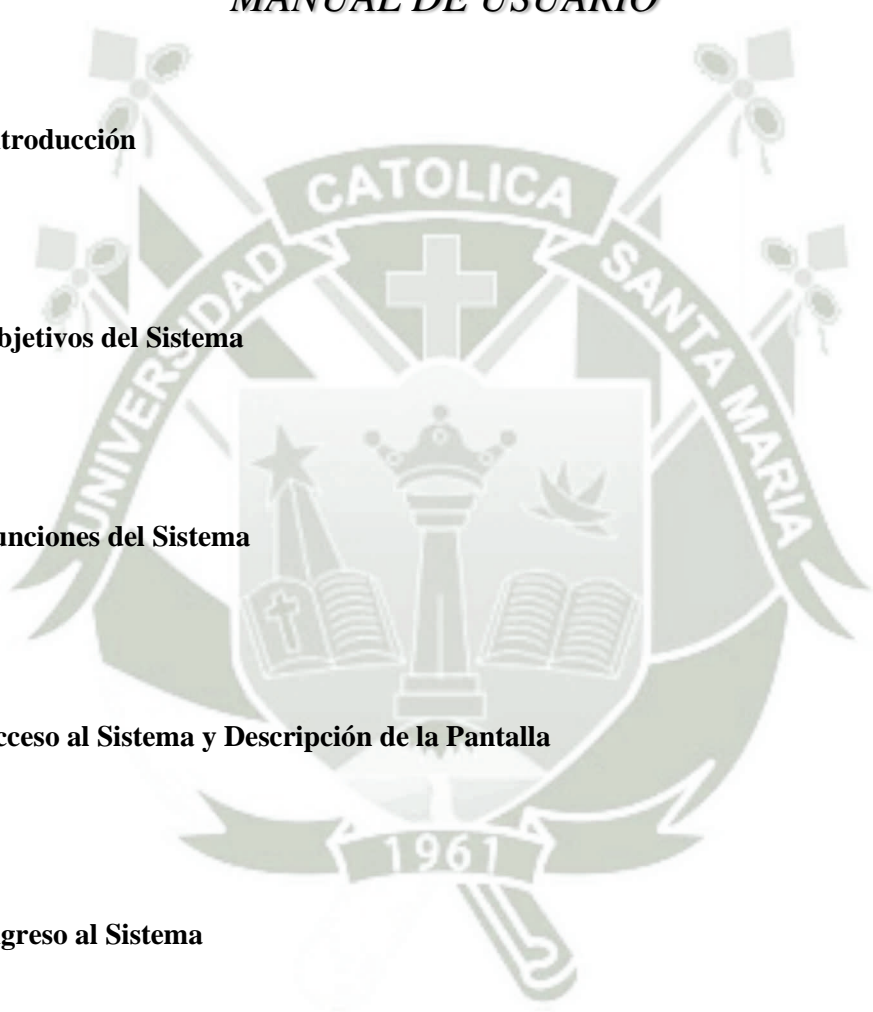 MANUAL DE USUARIO
ntroducción
CATOLICA
UNIVERSIDAD
SANTA MARIA
bjetivos del Sistema
unciones del Sistema
cceso al Sistema y Descripción de la Pantalla
1961
greso al Sistema